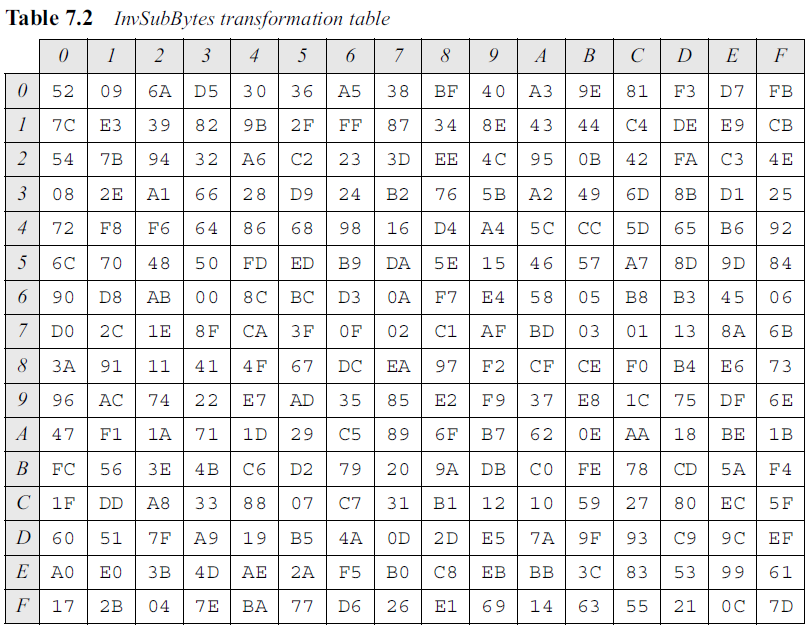 Table 7.2 InvSubBytes transformation table
0 1 2 3 4 5 6 7 8 9 A B C D E F
0 52 09 6A D5 30 36 A5 38 BF 40 A3 9E 81 F3 D7 FB
1 7C E3 39 82 9B 2F FF 87 34 8E 43 44 C4 DE E9 CB
2 54 7B 94 32 A6 C2 23 3D EE 4C 95 0B 42 FA C3 4E
3 08 2E A1 66 28 D9 24 B2 76 5B A2 49 6D 8B D1 25
4 72 F8 F6 64 86 68 98 16 D4 A4 5C CC 5D 65 B6 92
5 6C 70 48 50 FD ED B9 DA 5E 15 46 57 A7 8D 9D 84
6 90 D8 AB 00 8C BC D3 0A F7 E4 58 05 B8 B3 45 06
7 D0 2C 1E 8F CA 3F 0F 02 C1 AF BD 03 01 13 8A 6B
8 3A 91 11 41 4F 67 DC EA 97 F2 CF CE F0 B4 E6 73
9 96 AC 74 22 E7 AD 35 85 E2 F9 37 E8 1C 75 DF 6E
A 47 F1 1A 71 1D 29 C5 89 6F B7 62 0E AA 18 BE 1B
B FC 56 3E 4B C6 D2 79 20 9A DB C0 FE 78 CD 5A F4
C 1F DD A8 33 88 07 C7 31 B1 12 10 59 27 80 EC 5F
D 60 51 7F A9 19 B5 4A 0D 2D E5 7A 9F 93 C9 9C EF
E A0 E0 3B 4D AE 2A F5 B0 C8 EB BB 3C 83 53 99 61
F 17 2B 04 7E BA 77 D6 26 E1 69 14 63 55 21 0C 7D